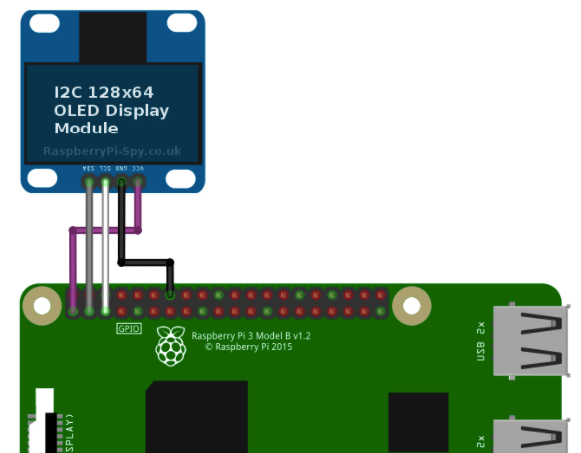 I2C 128x64
OLED Display
Module
RaspberryPi-Spy.co.uk
SDA SCL GND VCC
GPIO
Raspberry Pi 3 Model B v1.2
© Raspberry Pi 2015
USB 2x
2x
SPLAY)